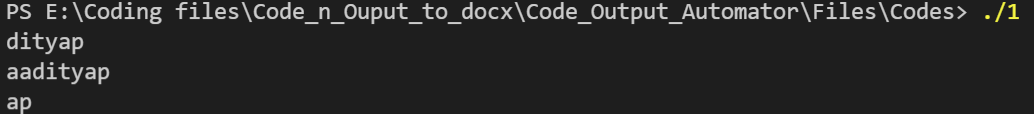 PS E:\Coding files\Code_n_Ouput_to_docx\Code_Output_Automator\Files\Codes> ./1
dityap
aadityap
ap